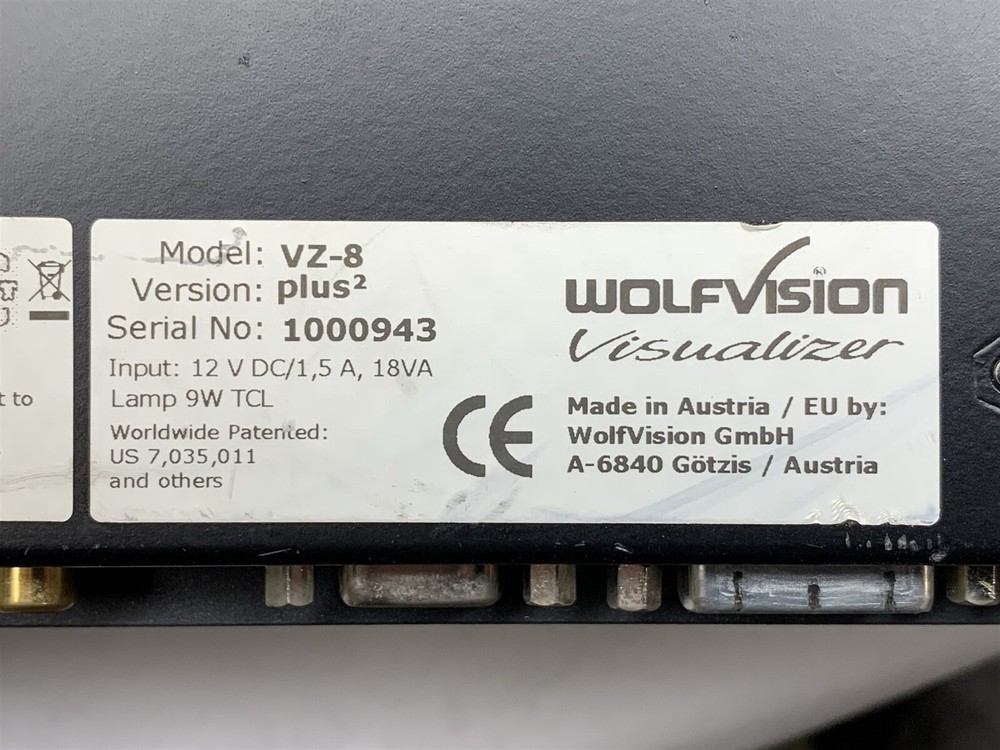 Model: VZ-8
Version: plus²
Serial No: 1000943
Input: 12 V DC/1,5 A, 18VA
Lamp 9W TCL
Worldwide Patented:
US 7,035,011
and others
WOLFVISION®
Visualizer
CE
Made in Austria / EU by:
WolfVision GmbH
A-6840 Götzis / Austria
t to